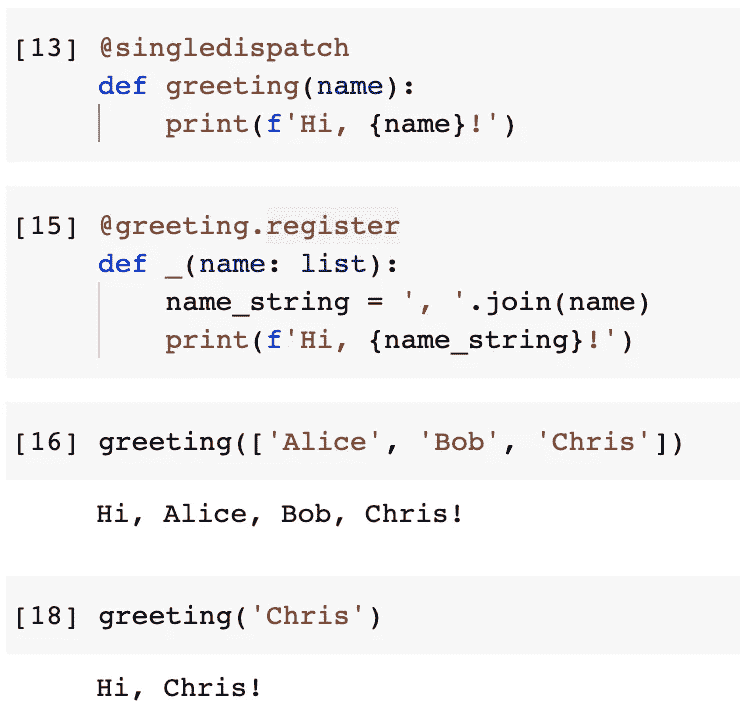 [13] @singledispatch
def greeting(name):
print(f'Hi, {name}!')
[15] @greeting.register
def _(name: list):
name_string = ', '.join(name)
print(f'Hi, {name_string}!')
[16] greeting(['Alice', 'Bob', 'Chris'])
Hi, Alice, Bob, Chris!
[18] greeting('Chris')
Hi, Chris!